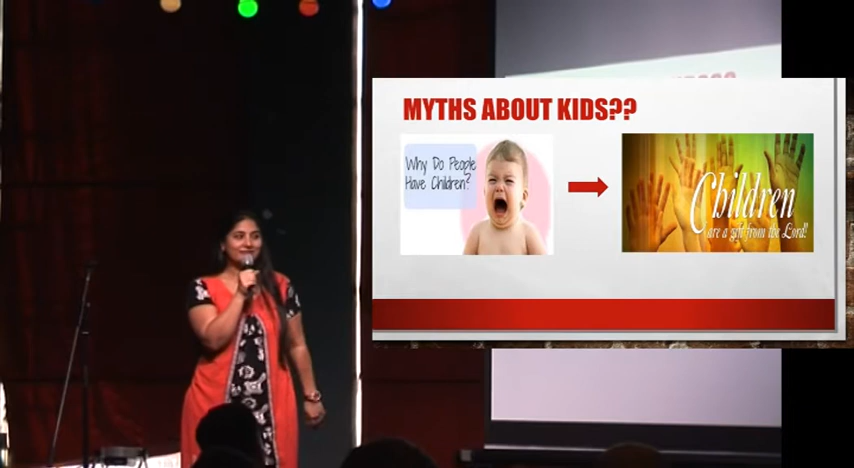 MYTHS ABOUT KIDS??
Why Do People
Have Children?
Children
are a gift from the Lord!!